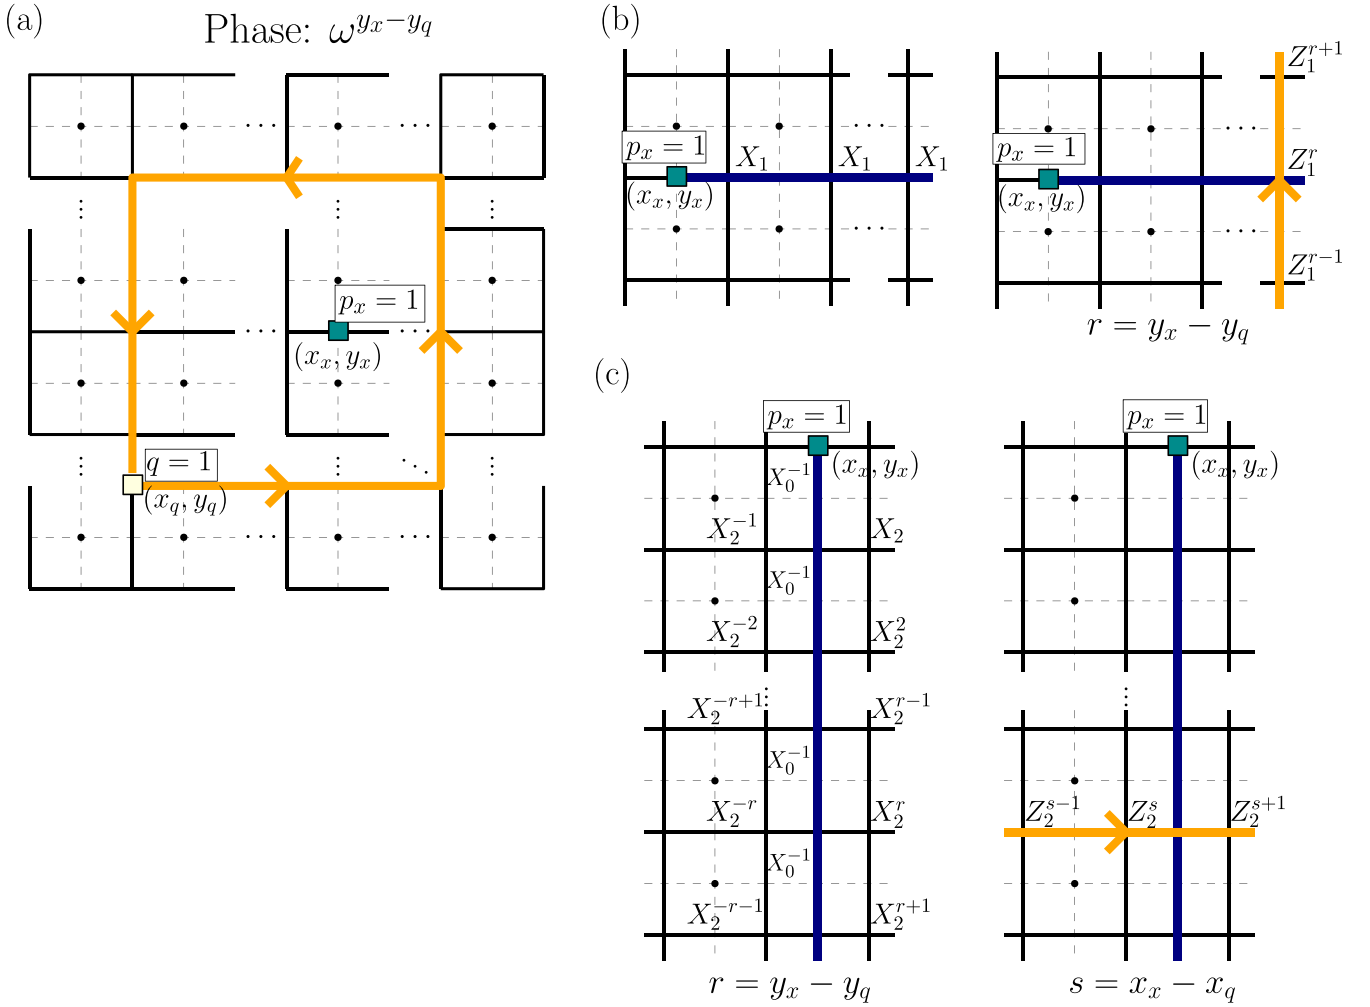 (a)
Phase: ω^{y_x−y_q}
p_x = 1
(x_x, y_x)
q = 1
(x_q, y_q)
(b)
p_x = 1
X_1 X_1 X_1
(x_x, y_x)
Z_1^{r+1}
p_x = 1
Z_1^r
(x_x, y_x)
Z_1^{r−1}
r = y_x − y_q
(c)
p_x = 1
(x_x, y_x)
X_0^{−1}
X_2^{−1} X_2
X_0^{−1}
X_2^{−2} X_2^2
X_2^{−r+1} X_2^{r−1}
X_0^{−1}
X_2^{−r} X_2^r
X_0^{−1}
X_2^{−r−1} X_2^{r+1}
r = y_x − y_q
p_x = 1
(x_x, y_x)
Z_2^{s−1} Z_2^s Z_2^{s+1}
s = x_x − x_q